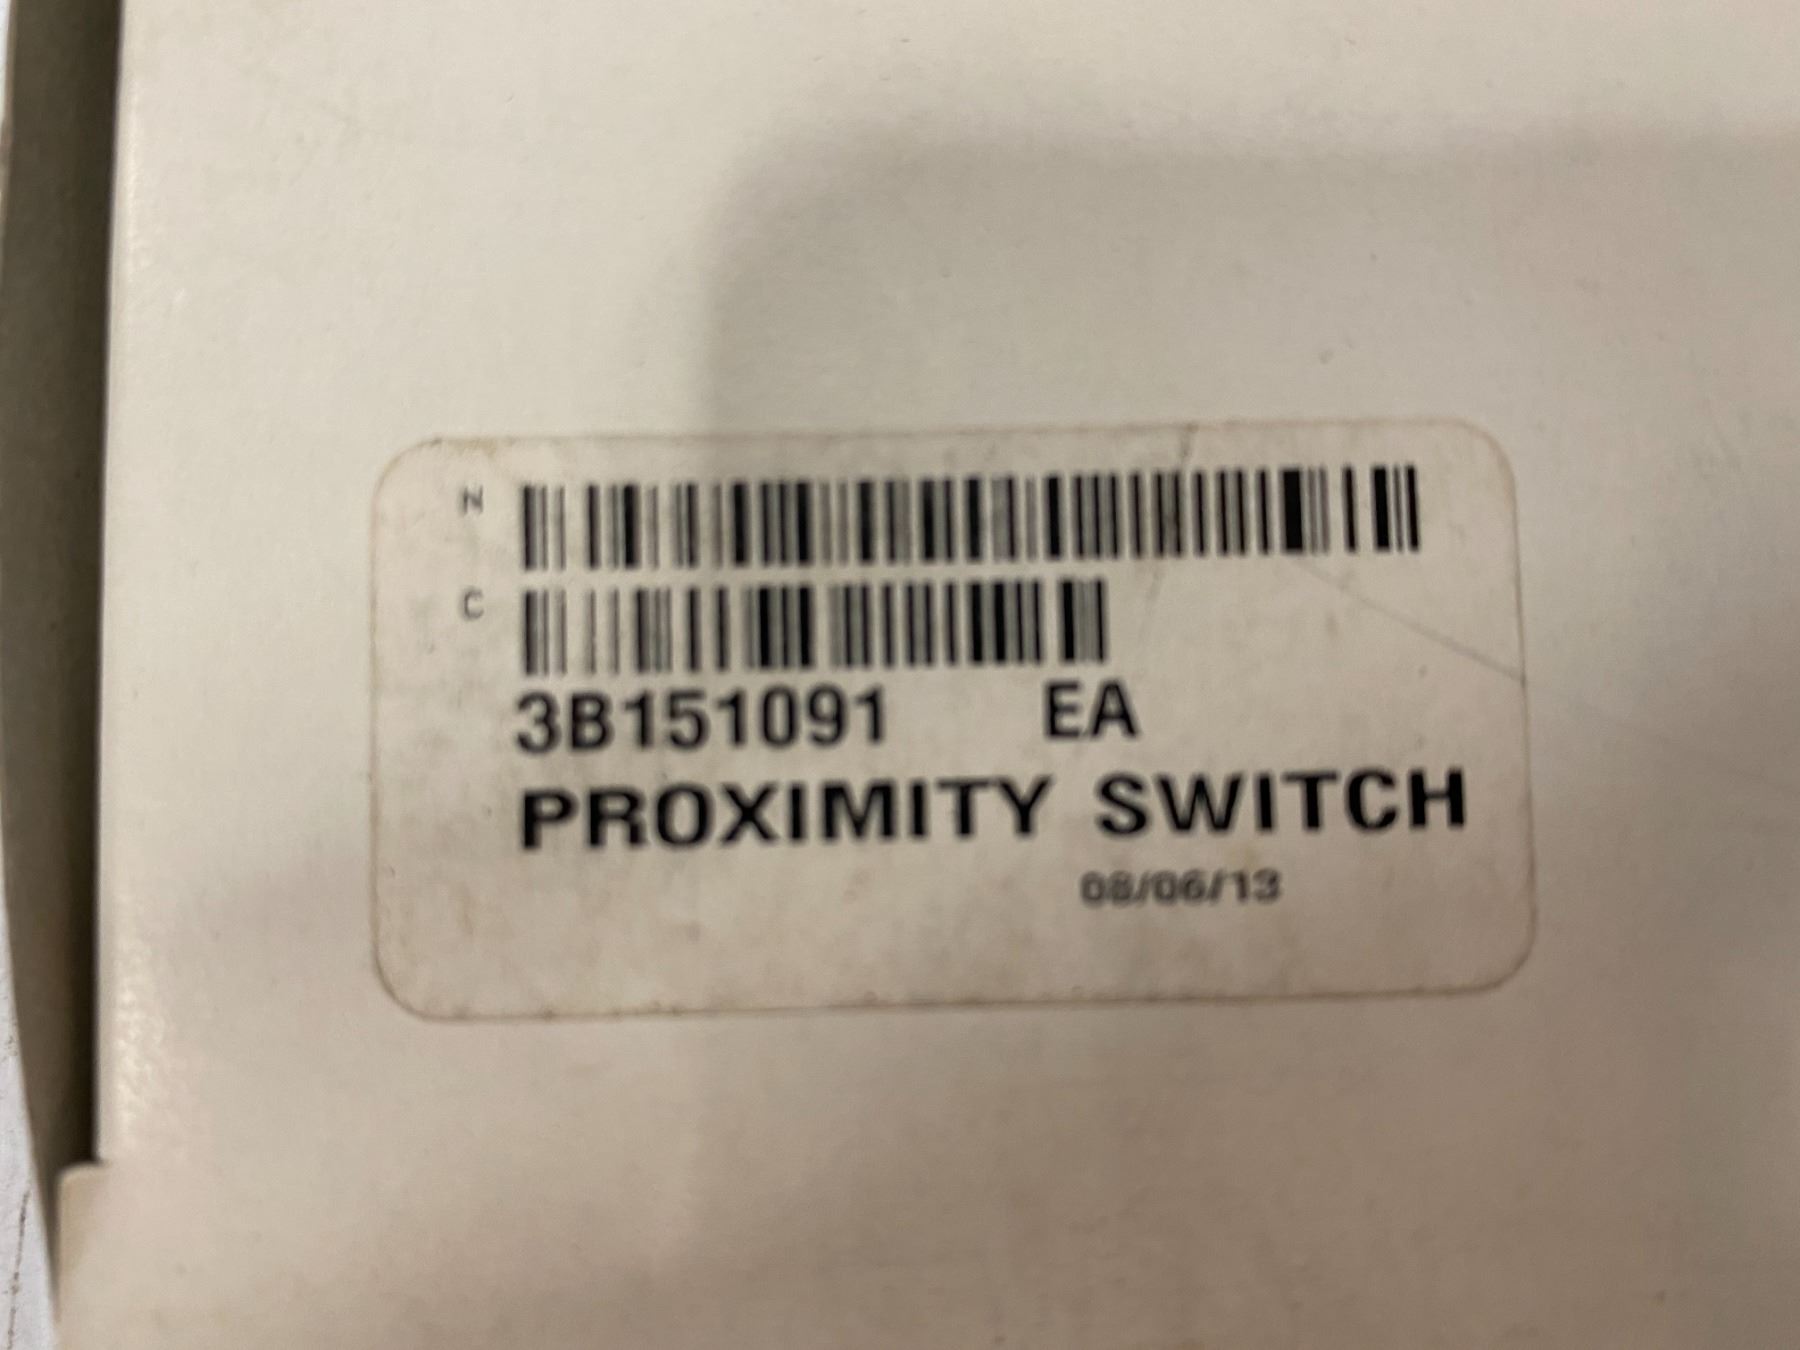 N
C
3B151091 EA
PROXIMITY SWITCH
08/06/13